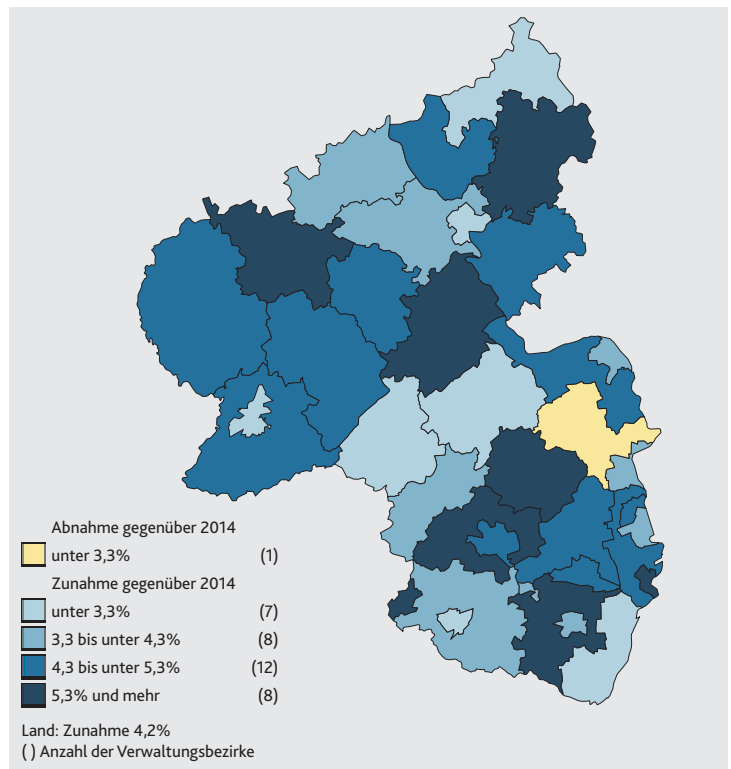 Abnahme gegenüber 2014
unter 3,3% (1)
Zunahme gegenüber 2014
unter 3,3% (7)
3,3 bis unter 4,3% (8)
4,3 bis unter 5,3% (12)
5,3% und mehr (8)
Land: Zunahme 4,2%
( ) Anzahl der Verwaltungsbezirke